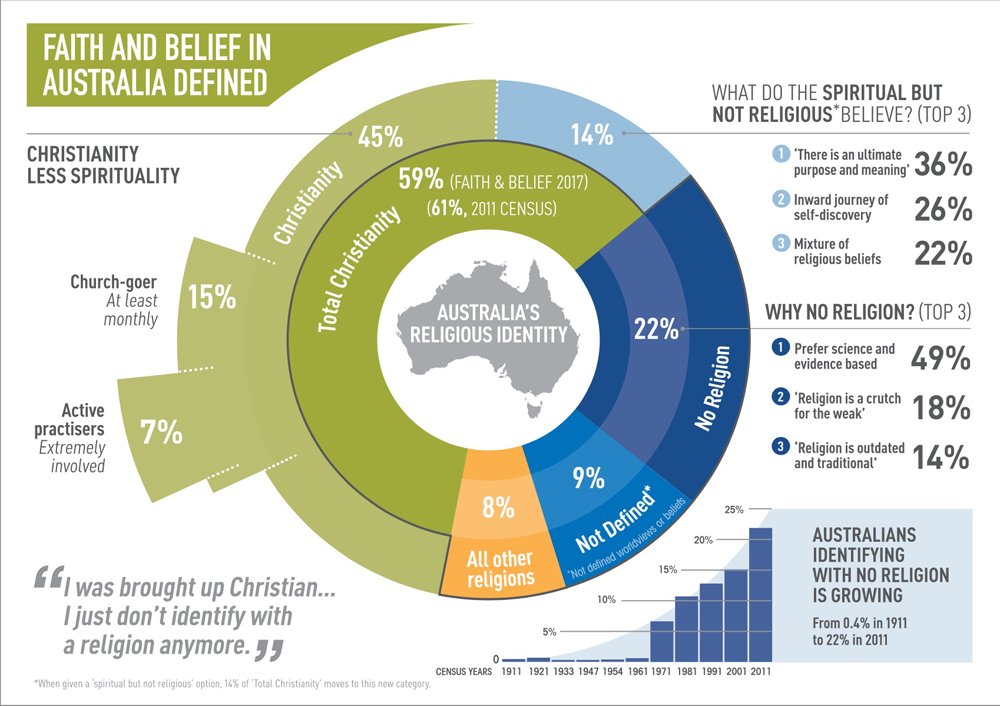 FAITH AND BELIEF IN
AUSTRALIA DEFINED
CHRISTIANITY
LESS SPIRITUALITY
45%
14%
Christianity
59% (FAITH & BELIEF 2017)
(61%, 2011 CENSUS)
Total Christianity
AUSTRALIA'S
RELIGIOUS IDENTITY
Church-goer
At least
monthly
15%
Active
practisers
Extremely
involved
7%
22%
No Religion
9%
Not Defined*
*Not defined worldviews or beliefs
8%
All other
religions
WHAT DO THE SPIRITUAL BUT
NOT RELIGIOUS* BELIEVE? (TOP 3)
1 'There is an ultimate
purpose and meaning' 36%
2 Inward journey of
self-discovery 26%
3 Mixture of
religious beliefs 22%
WHY NO RELIGION? (TOP 3)
1 Prefer science and
evidence based 49%
2 'Religion is a crutch
for the weak' 18%
3 'Religion is outdated
and traditional' 14%
25%
20%
15%
10%
5%
0
CENSUS YEARS 1911 1921 1933 1947 1954 1961 1971 1981 1991 2001 2011
AUSTRALIANS
IDENTIFYING
WITH NO RELIGION
IS GROWING
From 0.4% in 1911
to 22% in 2011
“I was brought up Christian...
I just don't identify with
a religion anymore.”
*When given a 'spiritual but not religious' option, 14% of 'Total Christianity' moves to this new category.